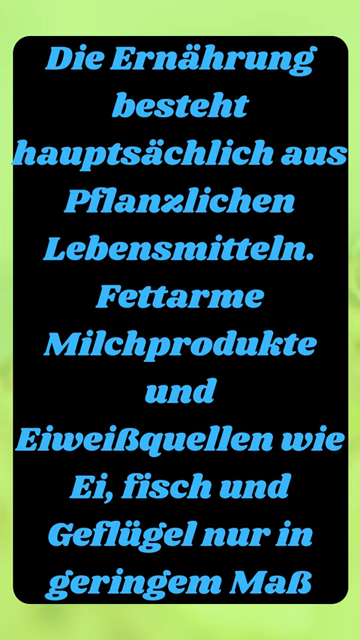 Die Ernährung
besteht
hauptsächlich aus
Pflanzlichen
Lebensmitteln.
Fettarme
Milchprodukte
und
Eiweißquellen wie
Ei, fisch und
Geflügel nur in
geringem Maß